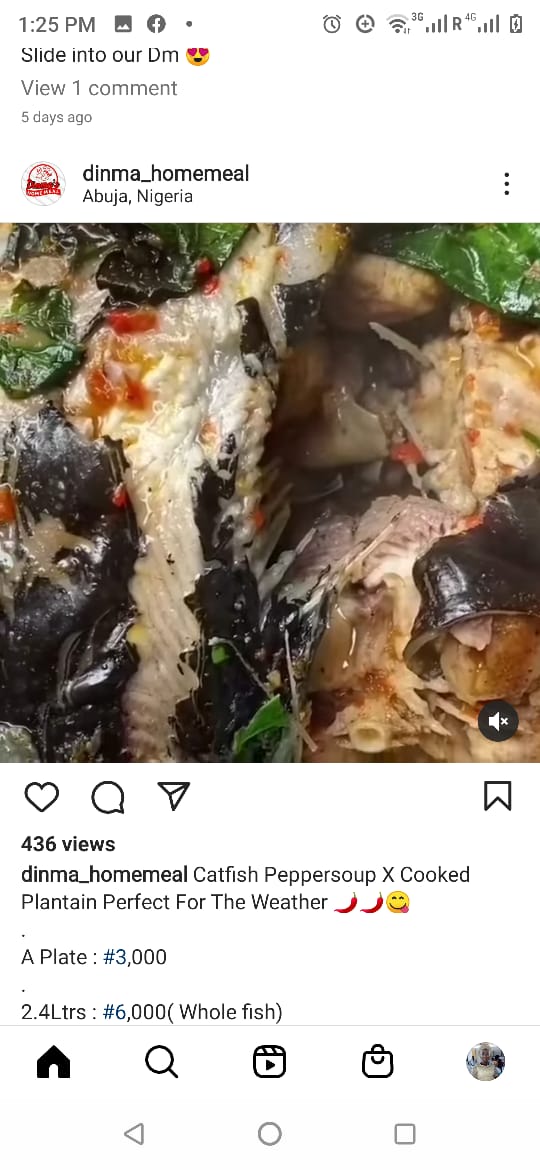 1:25 PM
3G R 4G
Slide into our Dm 😍
View 1 comment
5 days ago
dinma_homemeal
Abuja, Nigeria
436 views
dinma_homemeal Catfish Peppersoup X Cooked
Plantain Perfect For The Weather 🌶️🌶️😋
.
A Plate : #3,000
.
2.4Ltrs : #6,000( Whole fish)